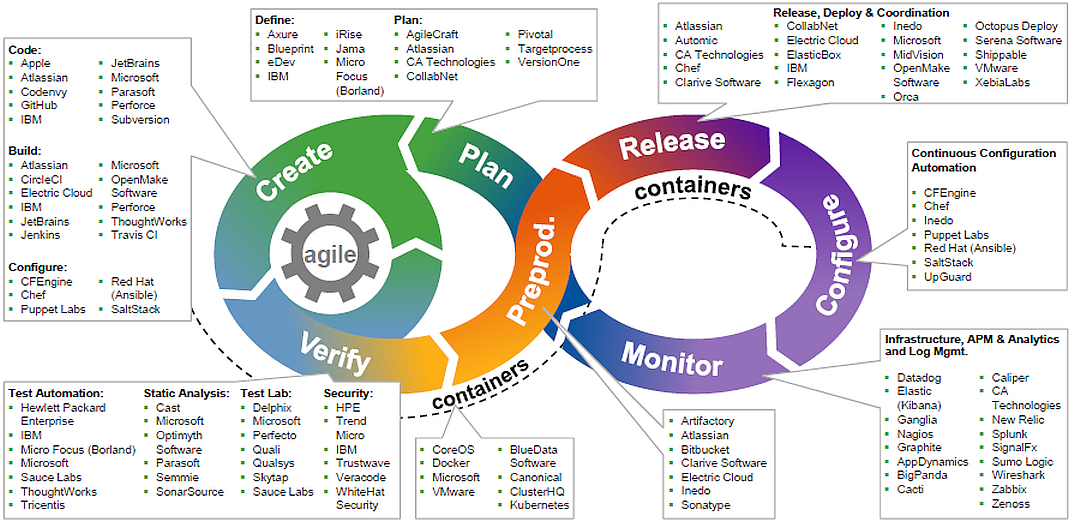 Code:
Apple
Atlassian
Codenvy
GitHub
IBM
JetBrains
Microsoft
Parasoft
Perforce
Subversion
Build:
Atlassian
CircleCI
Electric Cloud
IBM
JetBrains
Jenkins
Microsoft
OpenMake
Software
Perforce
ThoughtWorks
Travis CI
Configure:
CFEngine
Chef
Puppet Labs
Red Hat
(Ansible)
SaltStack
Define:
Axure
Blueprint
eDev
IBM
iRise
Jama
Micro
Focus
(Borland)
Plan:
AgileCraft
Atlassian
CA Technologies
CollabNet
Pivotal
Targetprocess
VersionOne
Release, Deploy & Coordination
Atlassian
Automic
CA Technologies
Chef
Clarive Software
CollabNet
Electric Cloud
ElasticBox
IBM
Flexagon
Inedo
Microsoft
MidVision
OpenMake
Software
Orca
Octopus Deploy
Serena Software
Shippable
VMware
XebiaLabs
Create
Plan
agile
Verify
Preprod.
Release
Configure
Monitor
containers
containers
Continuous Configuration
Automation
CFEngine
Chef
Inedo
Puppet Labs
Red Hat (Ansible)
SaltStack
UpGuard
Infrastructure, APM & Analytics
and Log Mgmt.
Datadog
Elastic
(Kibana)
Ganglia
Nagios
Graphite
AppDynamics
BigPanda
Cacti
Caliper
CA
Technologies
New Relic
Splunk
SignalFx
Sumo Logic
Wireshark
Zabbix
Zenoss
Test Automation:
Hewlett Packard
Enterprise
IBM
Micro Focus (Borland)
Microsoft
Sauce Labs
ThoughtWorks
Tricentis
Static Analysis:
Cast
Microsoft
Optimyth
Software
Parasoft
Semmie
SonarSource
Test Lab:
Delphix
Microsoft
Perfecto
Quali
Qualsys
Skytap
Sauce Labs
Security:
HPE
Trend
Micro
IBM
Trustwave
Veracode
WhiteHat
Security
CoreOS
Docker
Microsoft
VMware
BlueData
Software
Canonical
ClusterHQ
Kubernetes
Artifactory
Atlassian
Bitbucket
Clarive Software
Electric Cloud
Inedo
Sonatype